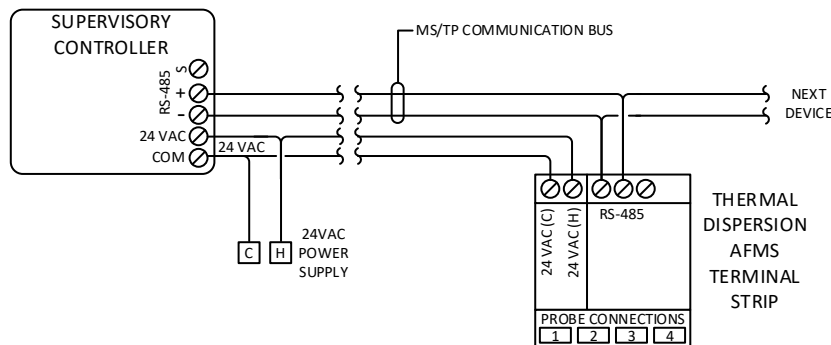 SUPERVISORY
CONTROLLER
S
RS-485
+
-
24 VAC
COM
24 VAC
MS/TP COMMUNICATION BUS
NEXT
DEVICE
C
H
24VAC
POWER
SUPPLY
24 VAC (C)
24 VAC (H)
RS-485
PROBE CONNECTIONS
1 2 3 4
THERMAL
DISPERSION
AFMS
TERMINAL
STRIP